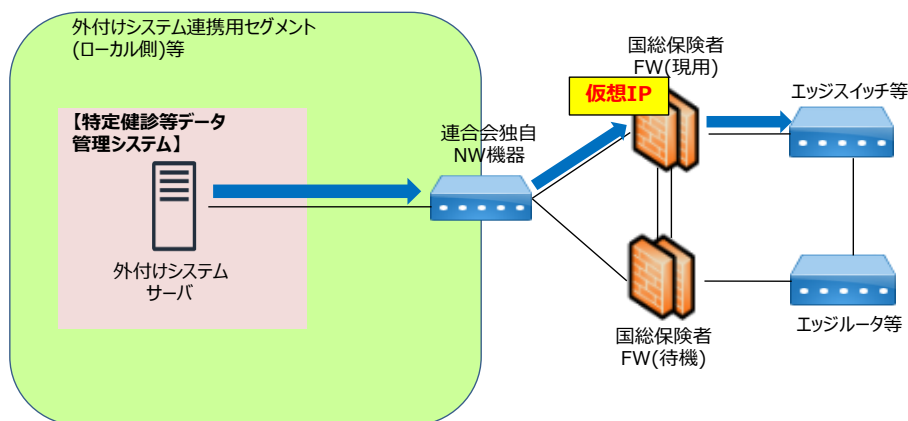 外付けシステム連携用セグメント
(ローカル側)等
国総保険者
FW(現用)
仮想IP
エッジスイッチ等
【特定健診等データ
管理システム】
連合会独自
NW機器
外付けシステム
サーバ
国総保険者
FW(待機)
エッジルータ等